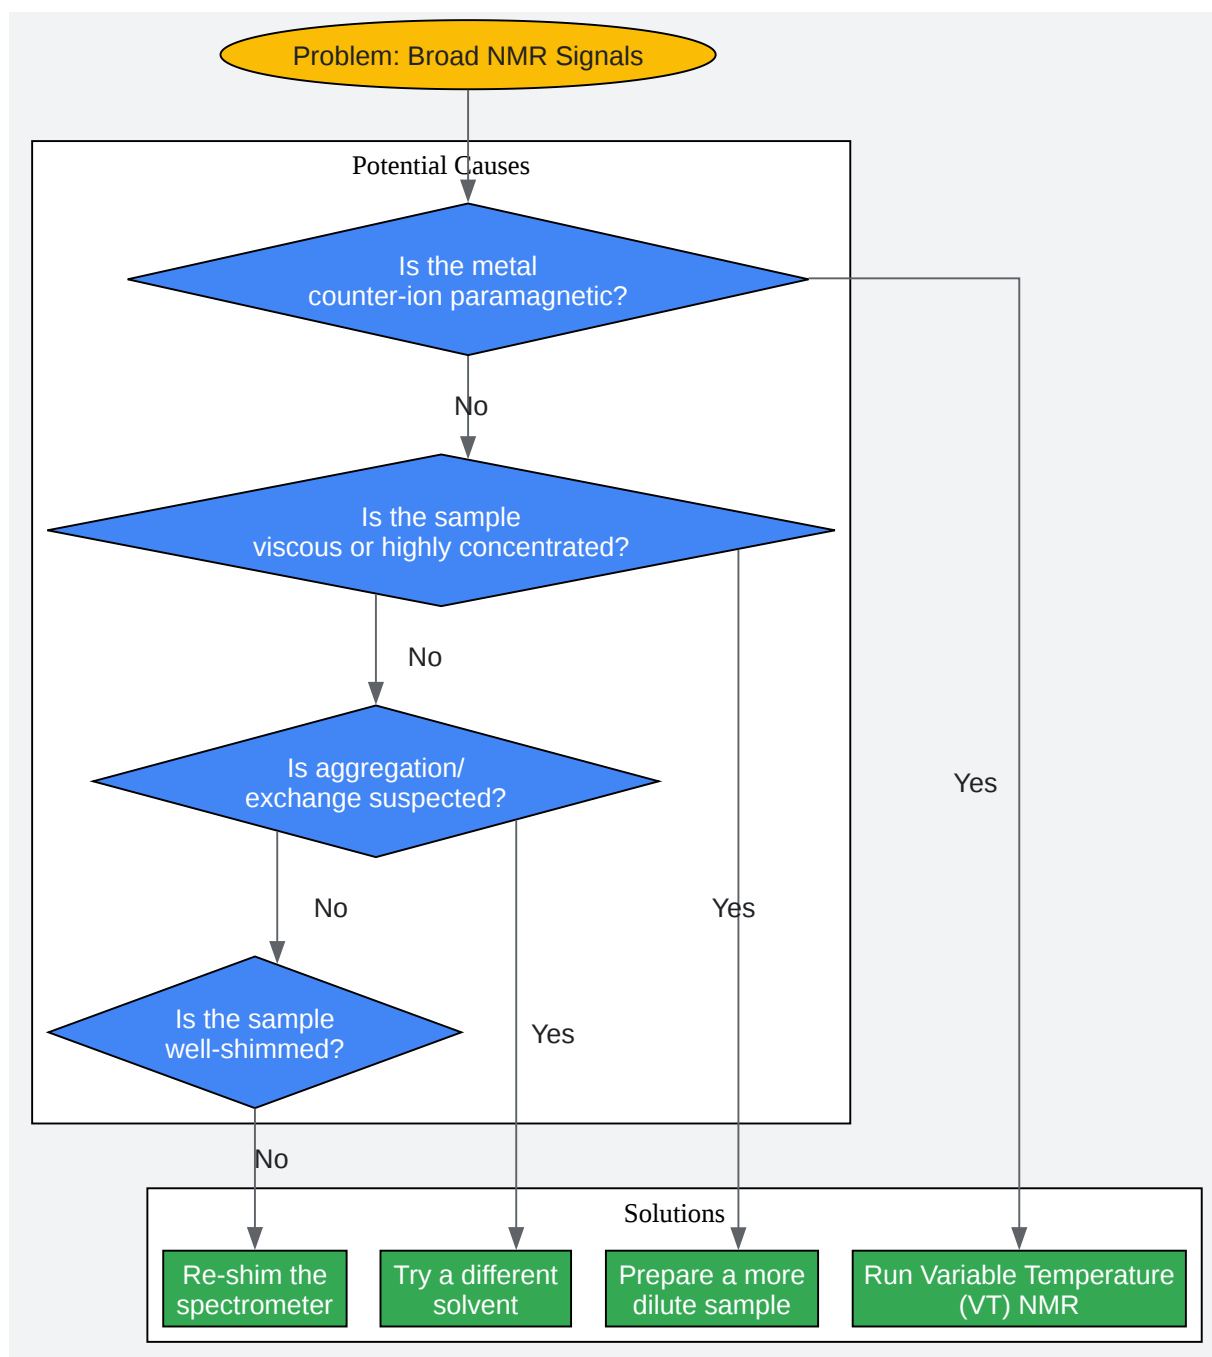 Problem: Broad NMR Signals
Potential Causes
Is the metal
counter-ion paramagnetic?
No
Is the sample
viscous or highly concentrated?
No
Is aggregation/
exchange suspected?
Yes
No
Yes
Is the sample
well-shimmed?
Yes
No
Solutions
Re-shim the
spectrometer
Try a different
solvent
Prepare a more
dilute sample
Run Variable Temperature
(VT) NMR